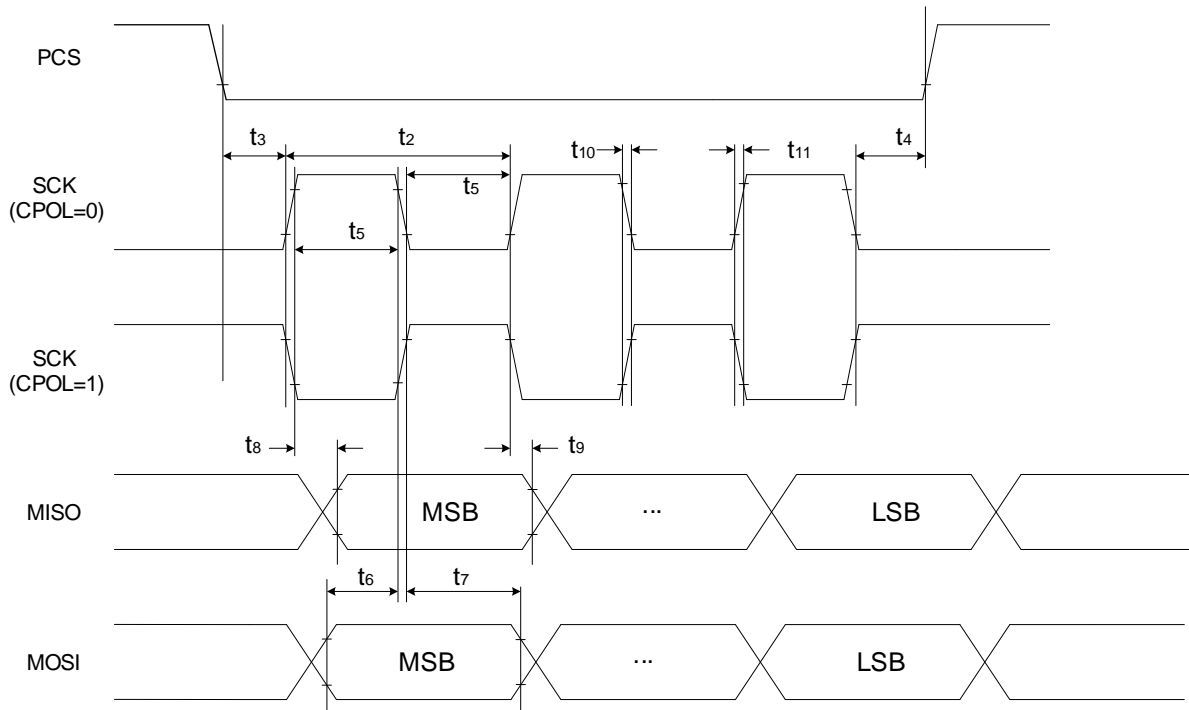 PCS
t3
t2
t10
t11
t4
SCK
(CPOL=0)
t5
t5
SCK
(CPOL=1)
t8
t9
MISO
MSB
...
LSB
t6
t7
MOSI
MSB
...
LSB